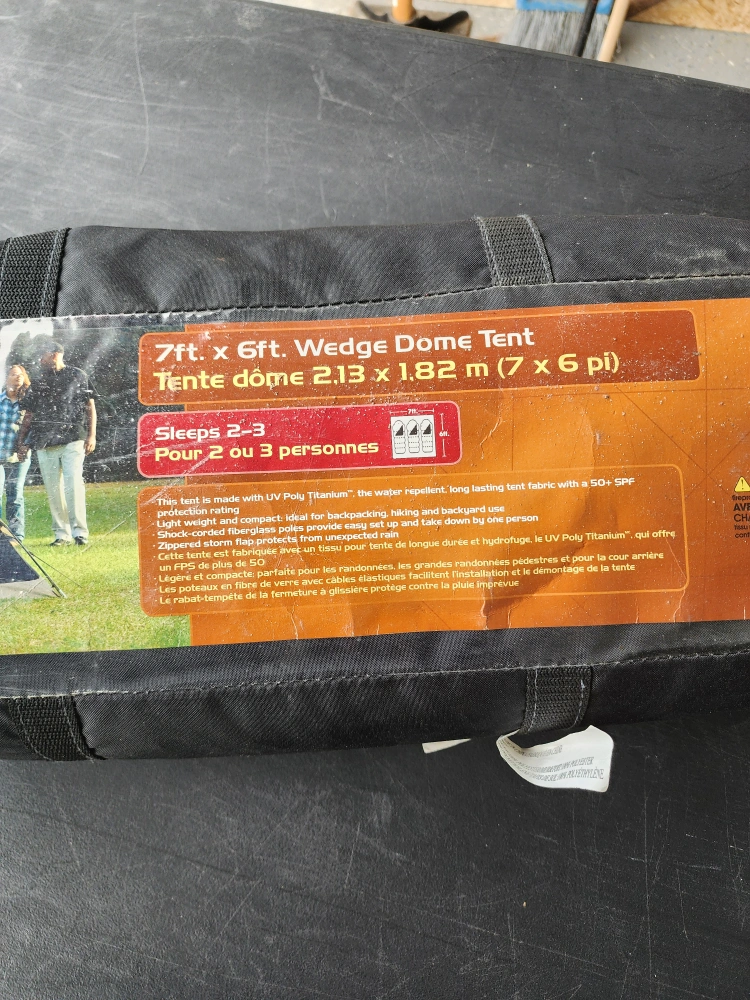 7ft. x 6ft. Wedge Dome Tent
Tente dôme 2.13 x 1.82 m (7 x 6 pi)
Sleeps 2-3
Pour 2 ou 3 personnes
7ft.
6ft.
· This tent is made with UV Poly Titanium™, the water repellent, long lasting tent fabric with a 50+ SPF
protection rating
· Light weight and compact; ideal for backpacking, hiking and backyard use
· Shock-corded fiberglass poles provide easy set up and take down by one person
· Zippered storm flap protects from unexpected rain
· Cette tente est fabriquée avec un tissu pour tente de longue durée et hydrofuge, le UV Poly Titanium™, qui offre
un FPS de plus de 50
· Légère et compacte; parfaite pour les randonnées, les grandes randonnées pédestres et pour la cour arrière
· Les poteaux en fibre de verre avec câbles élastiques facilitent l'installation et le démontage de la tente
· Le rabat-tempête de la fermeture à glissière protège contre la pluie imprévue
POLYESTER
POLYÉTHYLÈNE